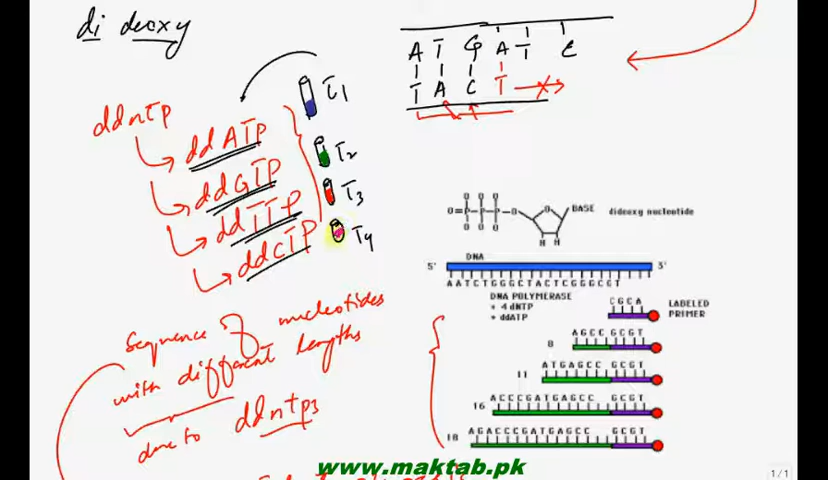 di deoxy
A T G A T C
T A C T
ddnTp
ddATp
ddGTP
ddTTP
ddCTP
T1
T2
T3
T4
Sequence of nucleotides
with different lengths
due to ddntps
O O O
O=P-P-P-O
O O O
O
BASE
H H
dideoxy nucleotide
DNA
5' 3'
AATCTGGGCTACTCGGGCGT
DNA POLYMERASE
+ 4 dNTP
+ ddATP
CGCA
LABELED
PRIMER
AGCC GCGT
8
ATGAGCC GCGT
11
ACCCGATGAGCC GCGT
16
AGACCCGATGAGCC GCGT
18
www.maktab.pk
1/1